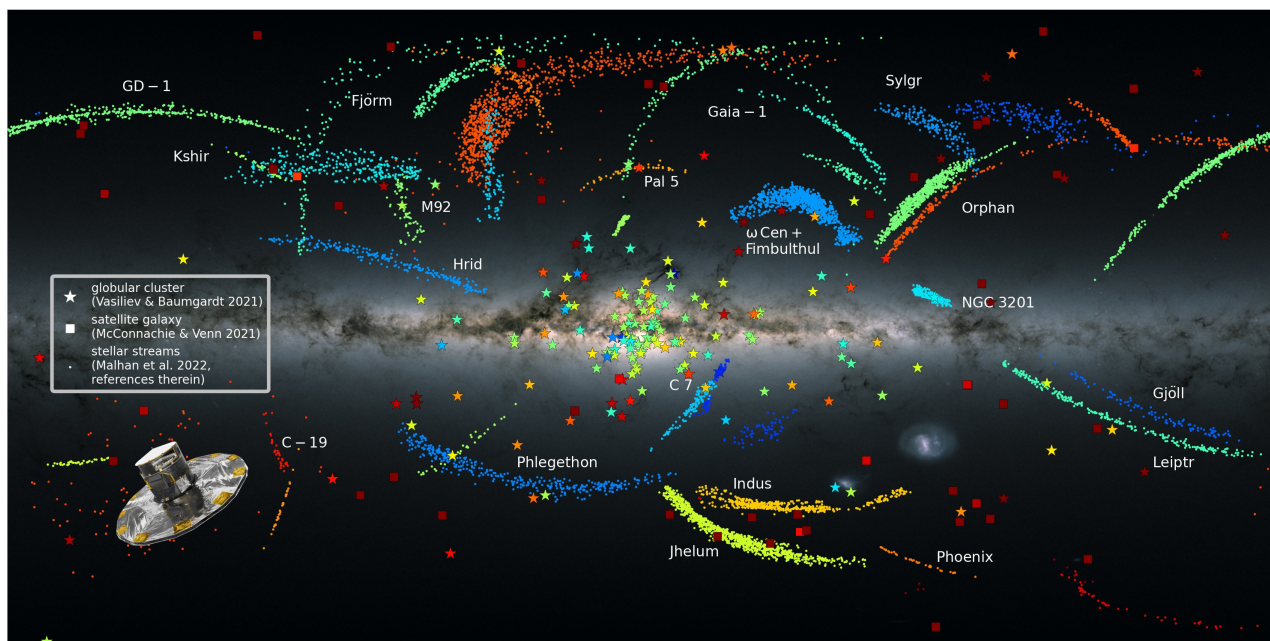 GD − 1
Fjörm
Sylgr
Gaia − 1
Kshir
Pal 5
M92
Orphan
ω Cen +
Fimbulthul
Hrid
NGC 3201
globular cluster
(Vasiliev & Baumgardt 2021)
satellite galaxy
(McConnachie & Venn 2021)
stellar streams
(Malhan et al. 2022,
references therein)
C 7
Gjöll
C − 19
Phlegethon
Leiptr
Indus
Jhelum
Phoenix